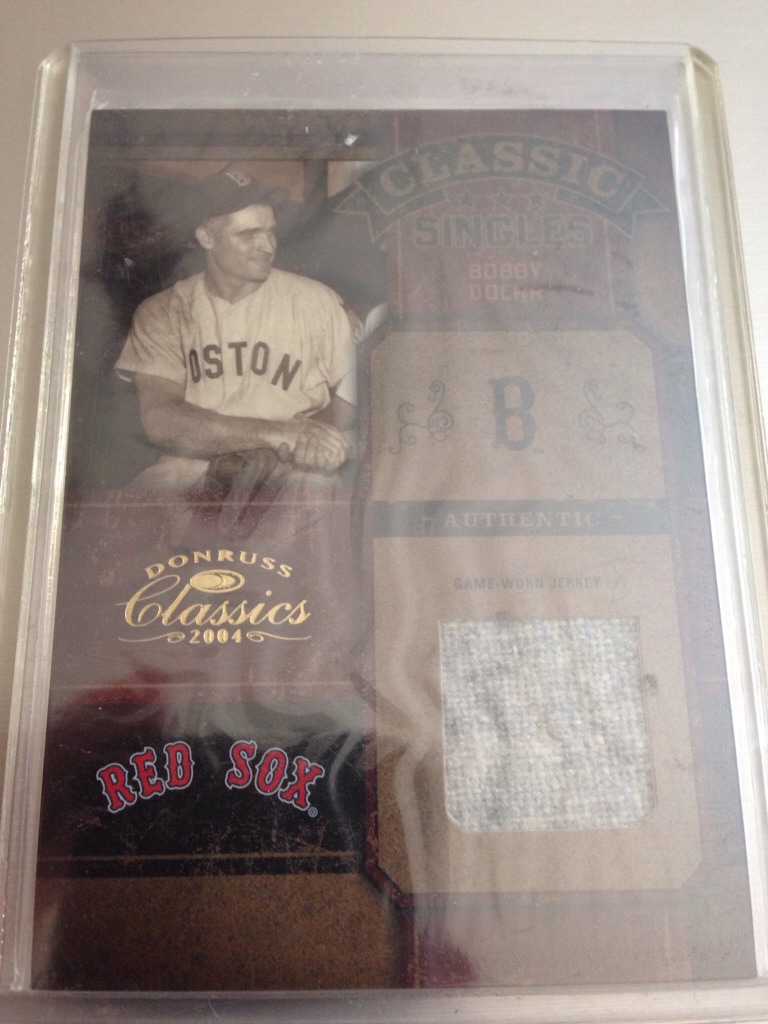 CLASSIC
SINGLES
BOBBY
DOERR
B
OSTON
B
AUTHENTIC
GAME-WORN JERSEY
DONRUSS
Classics
2004
RED SOX